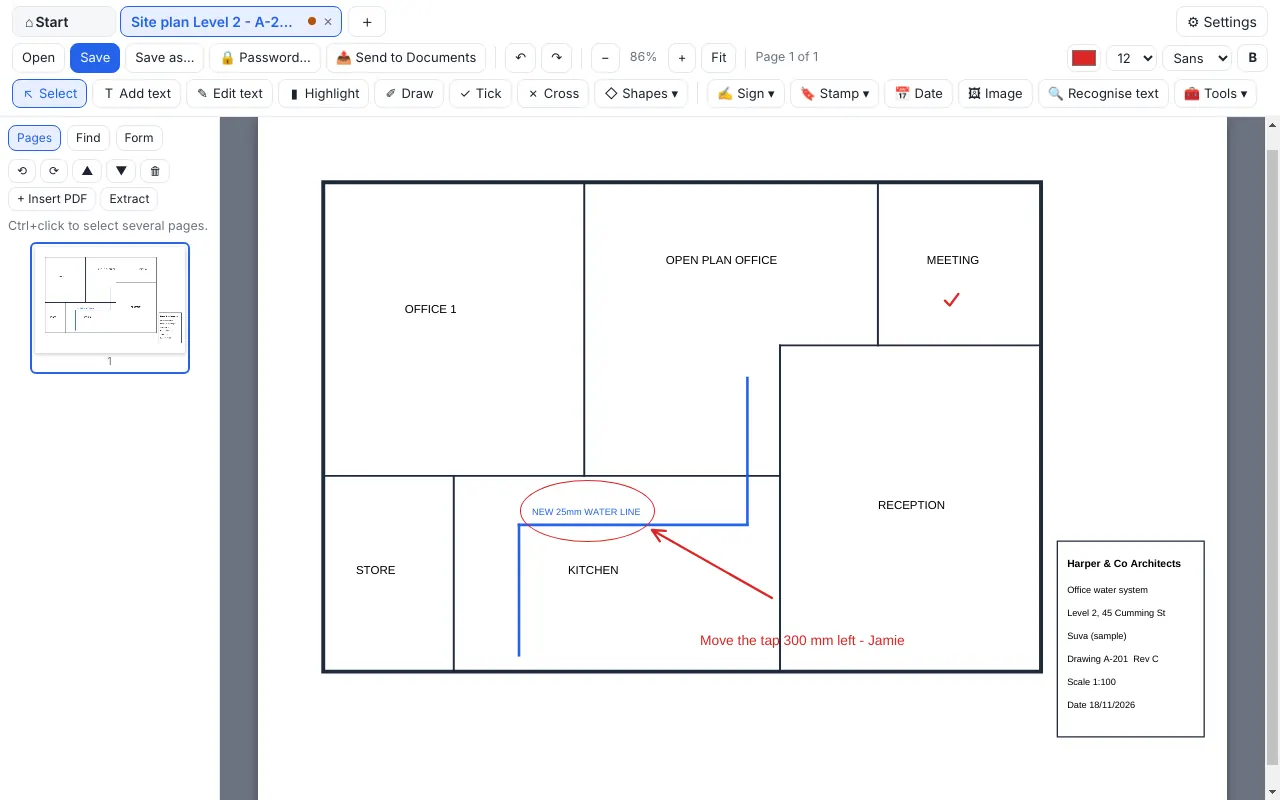 Start
Site plan Level 2 - A-2...
Settings
Open
Save
Save as...
Password...
Send to Documents
86%
Fit
Page 1 of 1
12
Sans
B
Select
T Add text
Edit text
Highlight
Draw
Tick
Cross
Shapes
Sign
Stamp
Date
Image
Recognise text
Tools
Pages
Find
Form
+ Insert PDF
Extract
Ctrl+click to select several pages.
1
OPEN PLAN OFFICE
MEETING
OFFICE 1
RECEPTION
NEW 25mm WATER LINE
STORE
KITCHEN
Move the tap 300 mm left - Jamie
Harper & Co Architects
Office water system
Level 2, 45 Cumming St
Suva (sample)
Drawing A-201 Rev C
Scale 1:100
Date 18/11/2026